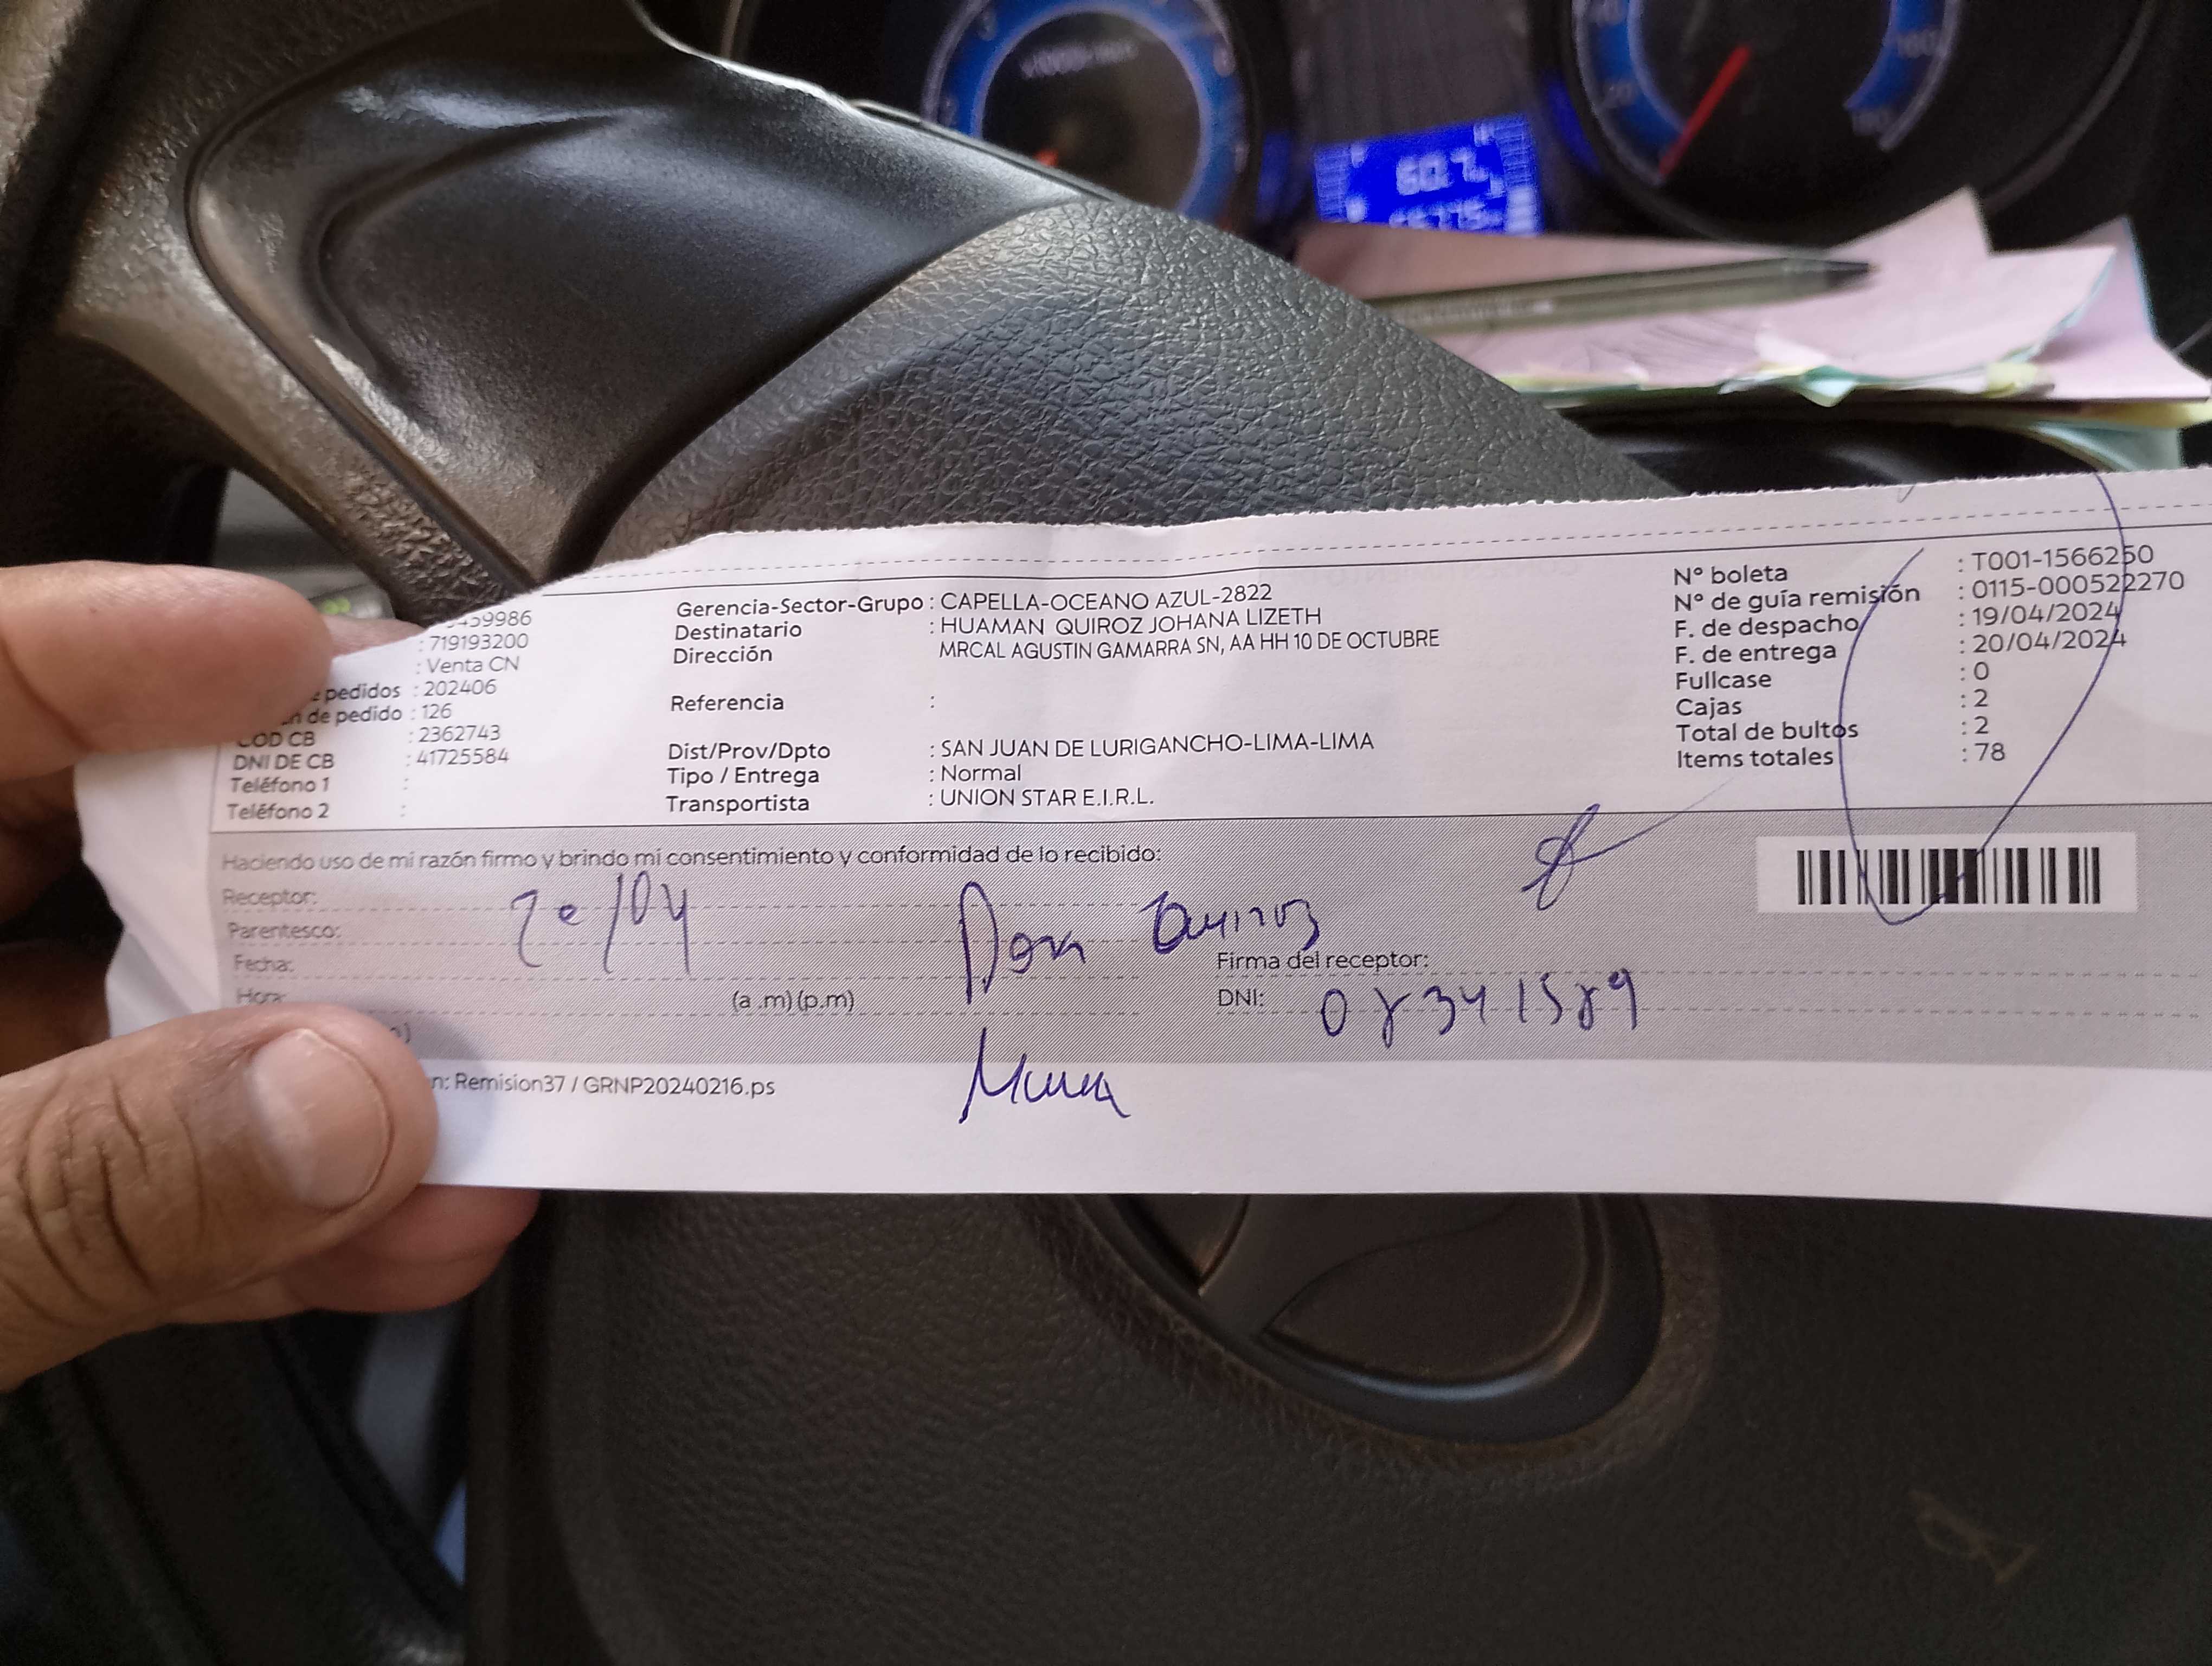 59986
: 719193200
: Venta CN
pedidos : 202406
de pedido : 126
COD CB : 2362743
DNI DE CB : 41725584
Teléfono 1 :
Teléfono 2 :
Gerencia-Sector-Grupo : CAPELLA-OCEANO AZUL-2822
Destinatario : HUAMAN QUIROZ JOHANA LIZETH
Dirección MRCAL AGUSTIN GAMARRA SN, AA HH 10 DE OCTUBRE
Referencia :
Dist/Prov/Dpto : SAN JUAN DE LURIGANCHO-LIMA-LIMA
Tipo / Entrega : Normal
Transportista : UNION STAR E.I.R.L.
N° boleta : T001-1566250
N° de guía remisión : 0115-000522270
F. de despacho : 19/04/2024
F. de entrega : 20/04/2024
Fullcase : 0
Cajas : 2
Total de bultos : 2
Items totales : 78
Haciendo uso de mi razón firmo y brindo mi consentimiento y conformidad de lo recibido:
Receptor:
Parentesco:
20/04
Quiroz
Fecha:
Firma del receptor:
Hora: (a .m) (p.m)
DNI: 08341589
n: Remision37 / GRNP20240216.ps
60.2